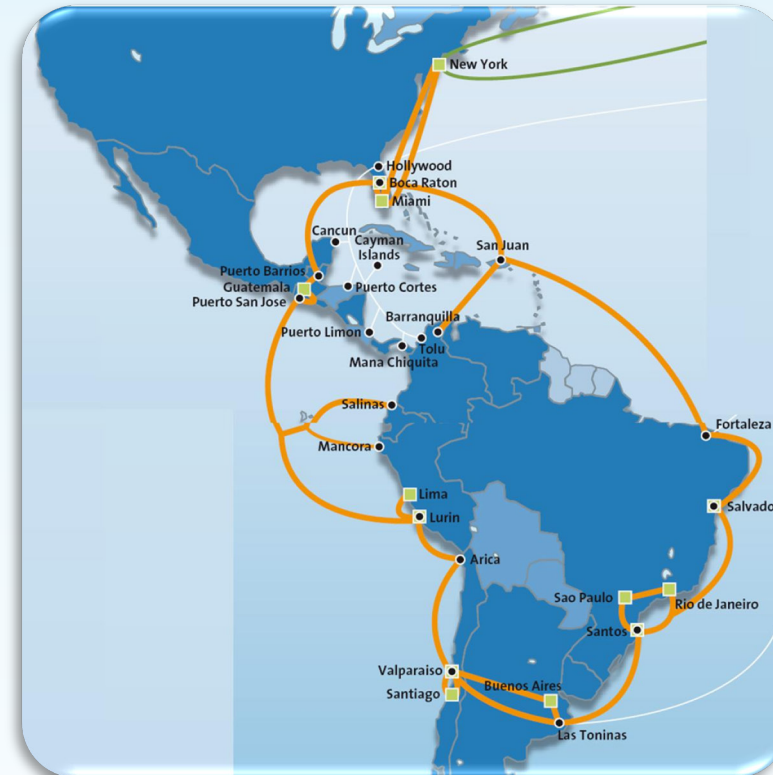 New York
Hollywood
Boca Raton
Miami
Cancun
Cayman
Islands
San Juan
Puerto Barrios
Guatemala
Puerto San Jose
Puerto Cortes
Barranquilla
Puerto Limon
Tolu
Mana Chiquita
Salinas
Mancora
Fortaleza
Lima
Lurin
Salvado
Arica
Sao Paulo
Rio de Janeiro
Santos
Valparaiso
Buenos Aires
Santiago
Las Toninas